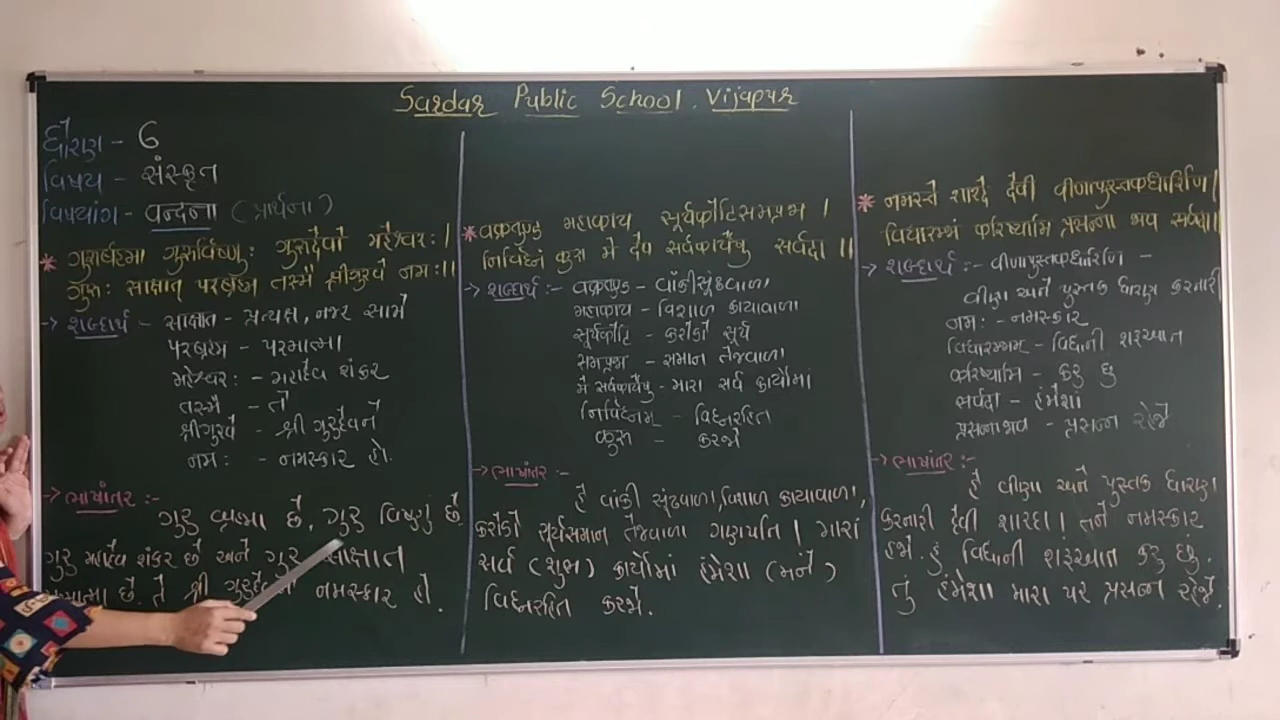 Sardar Public School. Vijapur
ધોરણ - 6
વિષય - સંસ્કૃત
વિષયાંગ - વન્દના (પ્રાર્થના)
* ગુરુર્બ્રહ્મા ગુરુર્વિષ્ણુઃ ગુરુર્દેવો મહેશ્વરઃ ।
ગુરુઃ સાક્ષાત્ પરબ્રહ્મ તસ્મૈ શ્રીગુરવે નમઃ ॥
-> શબ્દાર્થ - સાક્ષાત - પ્રત્યક્ષ, નજર સામે
પરબ્રહ્મ - પરમાત્મા
મહેશ્વરઃ - મહાદેવ શંકર
તસ્મૈ - તે
શ્રીગુરવે - શ્રી ગુરુદેવને
નમઃ - નમસ્કાર હો.
-> ભાષાંતર :-
ગુરુ બ્રહ્મા છે, ગુરુ વિષ્ણું છે
ગુરુ મહાદેવ શંકર છે અને ગુરુ સાક્ષાત
છે. તે શ્રી નમસ્કાર હો.
* વક્રતુણ્ડ મહાકાય સૂર્યકોટિસમપ્રભ ।
નિર્વિઘ્નં કુરુ મે દેવ સર્વકાર્યેષુ સર્વદા ॥
-> શબ્દાર્થ :- વક્રતુણ્ડ - વાંકીસૂંઢવાળા
મહાકાય - વિશાળ કાયાવાળા
સૂર્યકોટિ - કરોડો સૂર્ય
સમપ્રભ - સમાન તેજવાળા
મે સર્વકાર્યેષુ - મારા સર્વ કાર્યોમાં
નિર્વિઘ્નમ્ - વિઘ્નરહિત
કુરુ - કરજો
-> ભાષાંતર :-
હે વાંકી સૂંઢવાળા, વિશાળ કાયાવાળા,
કરોડો સૂર્યસમાન તેજવાળા ગણપતિ ! મારાં
સર્વ (શુભ) કાર્યોમાં હંમેશા (મને)
વિઘ્નરહિત કરજો.
* નમસ્તે શારદે દેવી વીણાપુસ્તકધારિણિ ।
વિદ્યારમ્ભં કરિષ્યામિ પ્રસન્ના ભવ સર્વદા ॥
-> શબ્દાર્થ :- વીણાપુસ્તકધારિણિ -
વીણા અને પુસ્તક ધારણ કરનારી
નમઃ - નમસ્કાર
વિદ્યારમ્ભમ્ - વિદ્યાની શરૂઆત
કરિષ્યામિ - કરુ છુ
સર્વદા - હંમેશાં
પ્રસન્નાભવ - પ્રસન્ન રહેજે
-> ભાષાંતર :-
હે વીણા અને પુસ્તક ધારણ
કરનારી દેવી શારદા ! તને નમસ્કાર
હજો. હું વિદ્યાની શરૂઆત કરુ છું.
તું હંમેશા મારા પર પ્રસન્ન રહેજે.